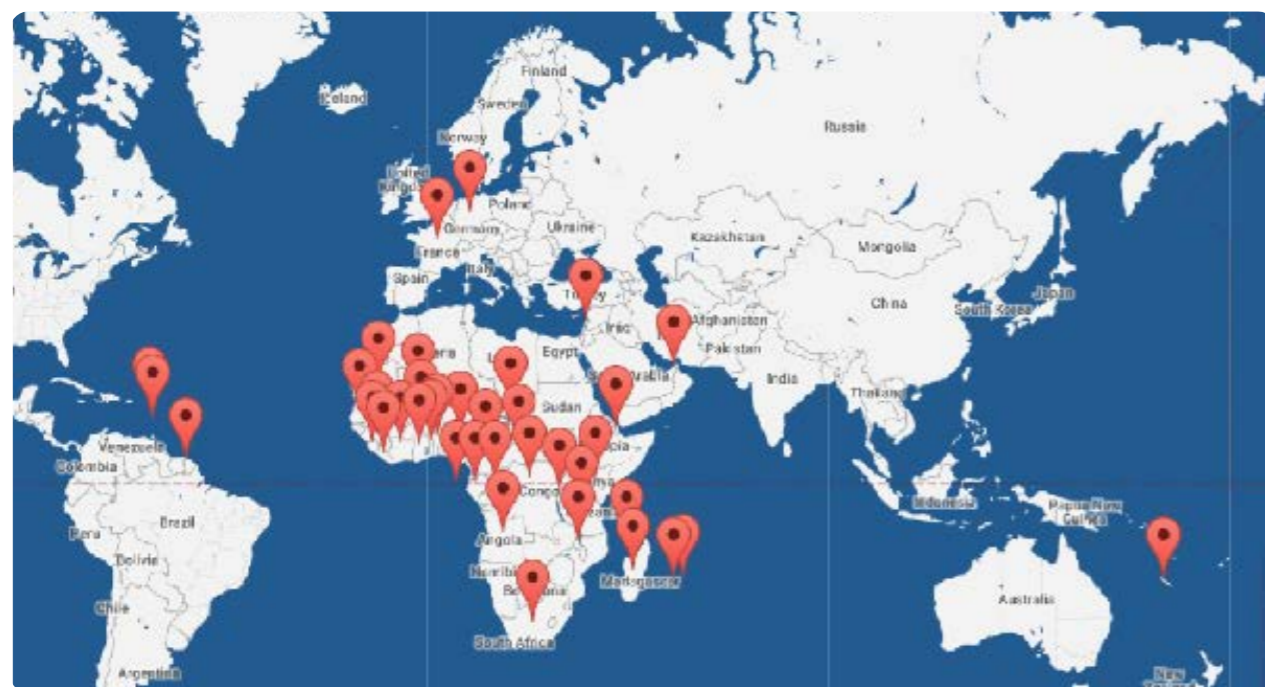 Finland
Iceland
Sweden
Russia
Norway
United
Poland
Germany
Ukraine
Kazakhstan
Mongolia
France
Italy
Spain
China
Japan
South Korea
Iraq
Afghanistan
Egypt
Pakistan
India
Thailand
Sudan
Venezuela
Colombia
Congo
Indonesia
Papua New
Guinea
Brazil
Peru
Angola
Bolivia
Madagascar
Chile
Australia
South Africa
Argentina
New